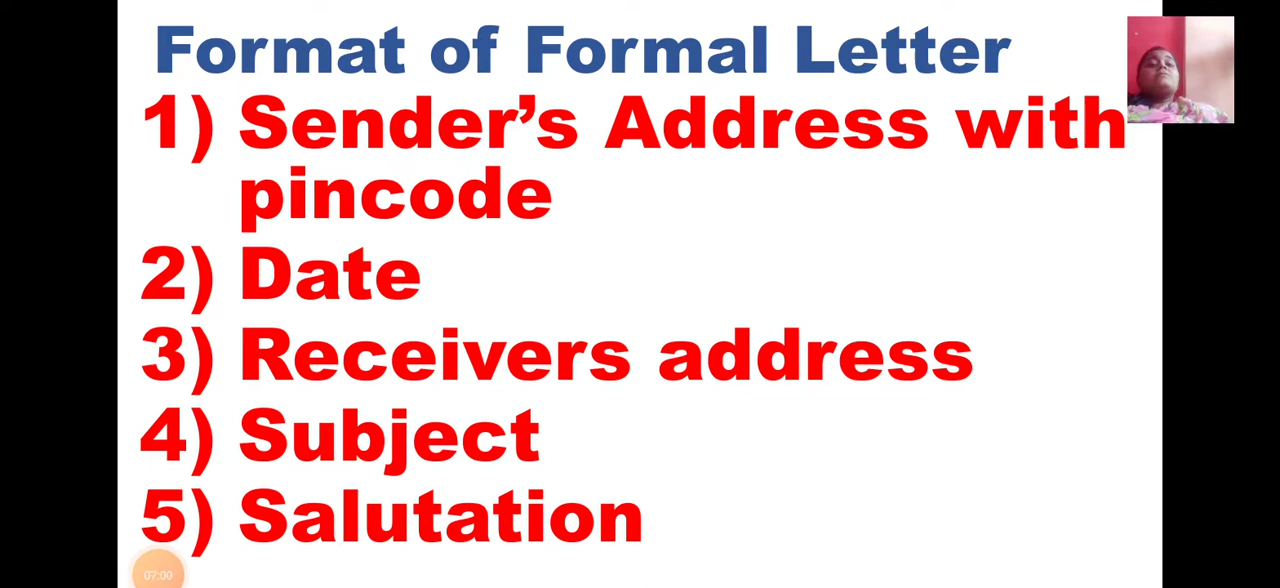 Format of Formal Letter
1) Sender’s Address with
pincode
2) Date
3) Receivers address
4) Subject
5) Salutation
07:00